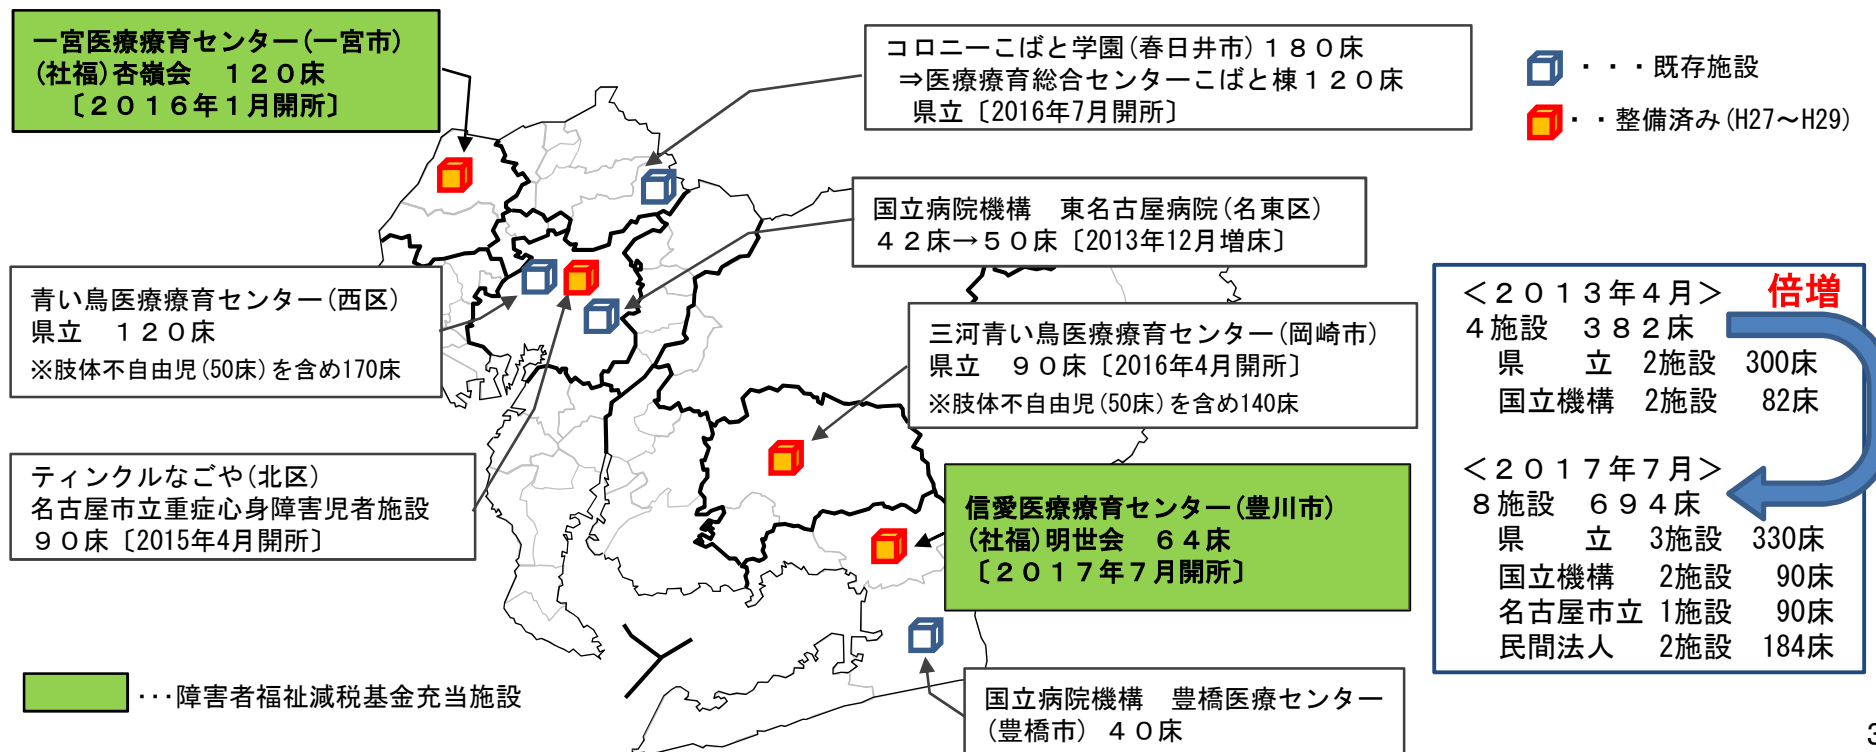 一宮医療療育センター(一宮市)
(社福)杏嶺会　１２０床
〔２０１６年１月開所〕
コロニーこばと学園(春日井市)１８０床
⇒医療療育総合センターこばと棟１２０床
県立〔2016年7月開所〕
・・・既存施設
・・整備済み(H27～H29)
国立病院機構　東名古屋病院(名東区)
４２床→５０床〔2013年12月増床〕
青い鳥医療療育センター(西区)
県立　１２０床
※肢体不自由児(50床)を含め170床
三河青い鳥医療療育センター(岡崎市)
県立　９０床〔2016年4月開所〕
※肢体不自由児(50床)を含め140床
ティンクルなごや(北区)
名古屋市立重症心身障害児者施設
９０床〔2015年4月開所〕
信愛医療療育センター(豊川市)
(社福)明世会　６４床
〔２０１７年７月開所〕
国立病院機構　豊橋医療センター
(豊橋市)４０床
・・・障害者福祉減税基金充当施設
＜２０１３年４月＞　倍増
４施設　３８２床
県　　立　2施設　300床
国立機構　2施設　82床
＜２０１７年７月＞
８施設　６９４床
県　　立　3施設　330床
国立機構　2施設　90床
名古屋市立　1施設　90床
民間法人　2施設　184床